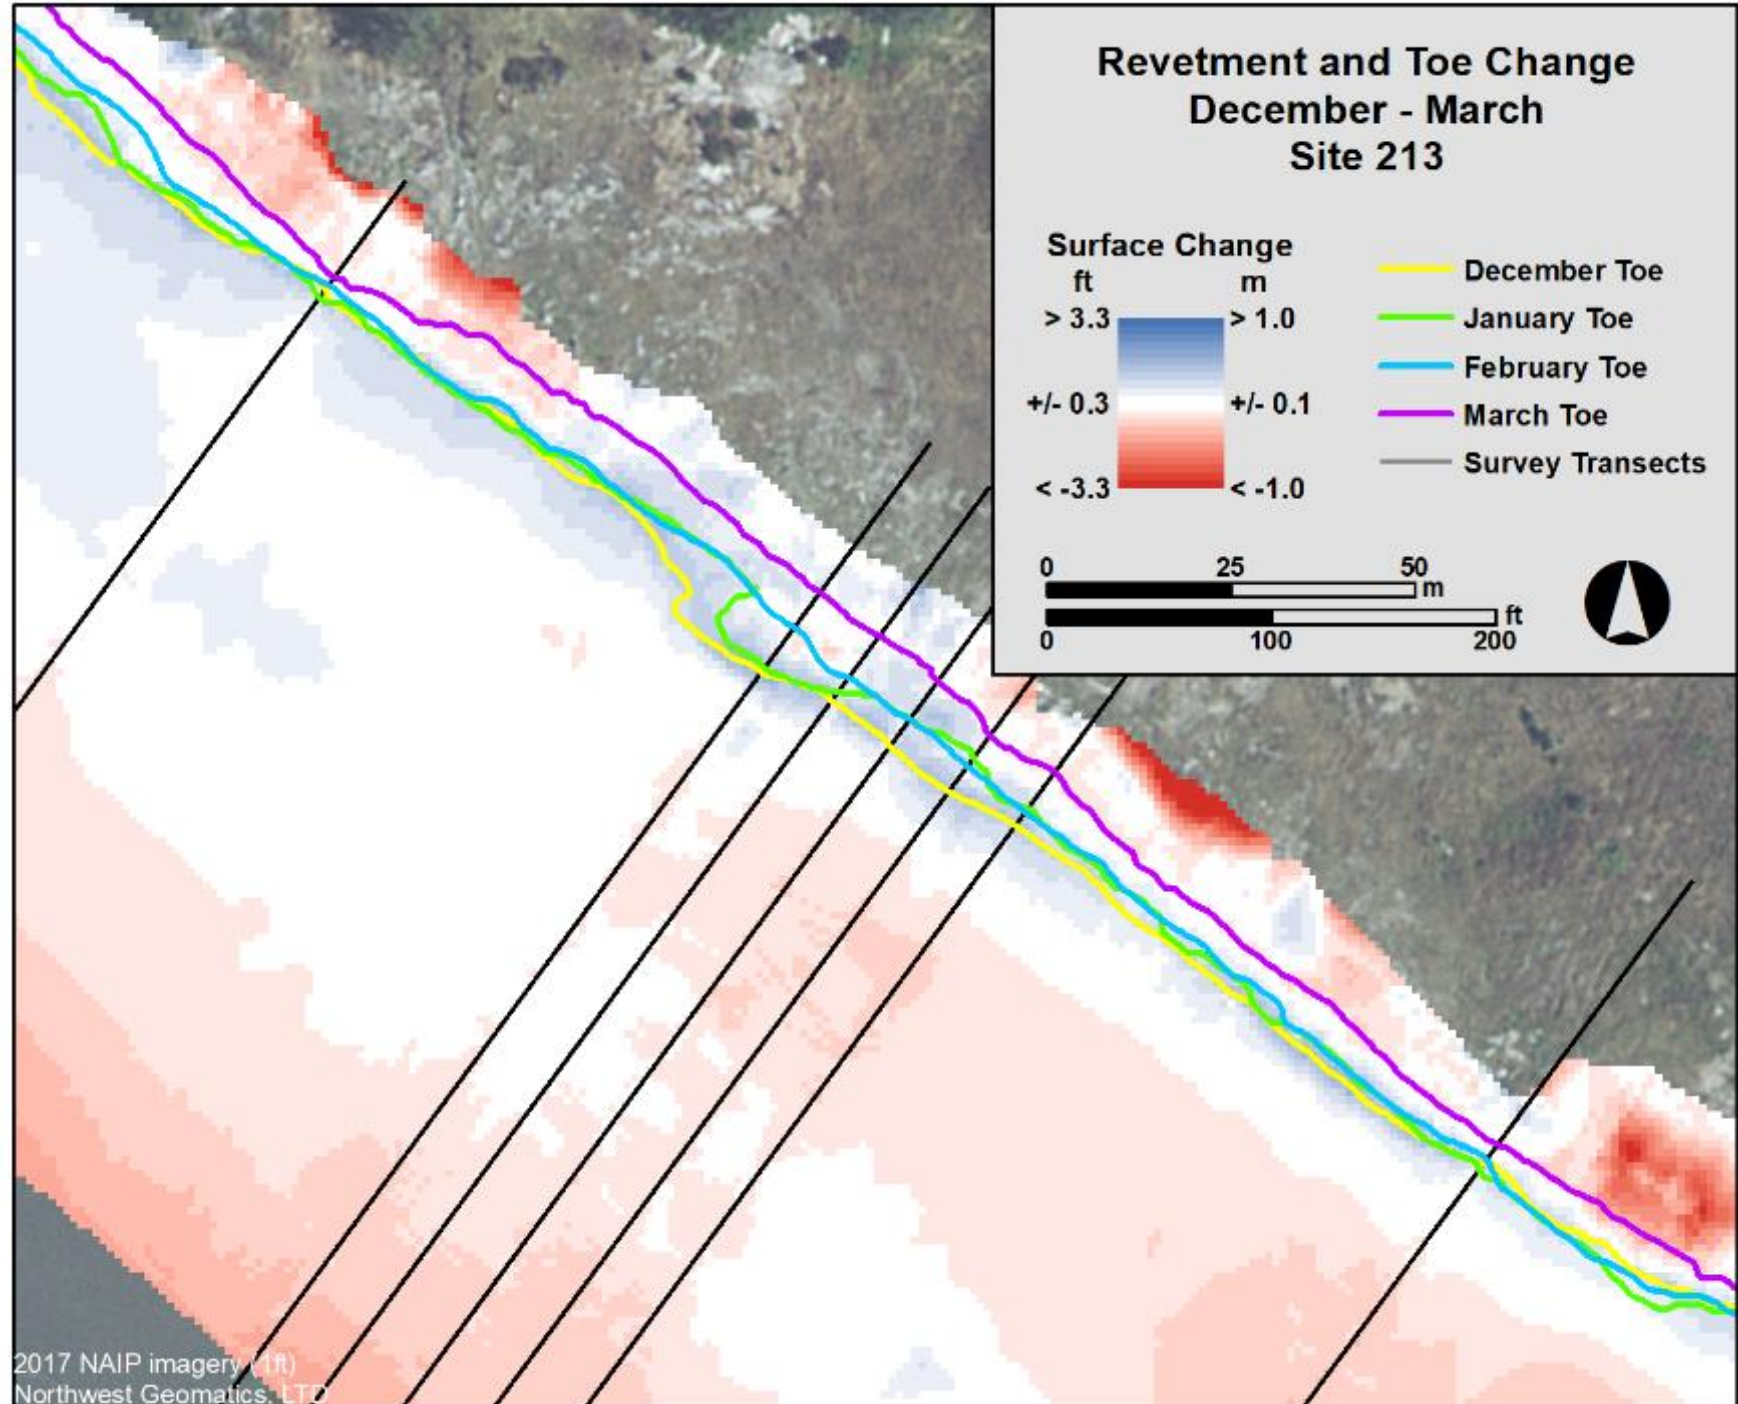 Revetment and Toe Change
December - March
Site 213
Surface Change
ft m
> 3.3 > 1.0
+/- 0.3 +/- 0.1
< -3.3 < -1.0
December Toe
January Toe
February Toe
March Toe
Survey Transects
0 25 50
m
ft
0 100 200
2017 NAIP imagery (1ft)
Northwest Geomatics, LTD